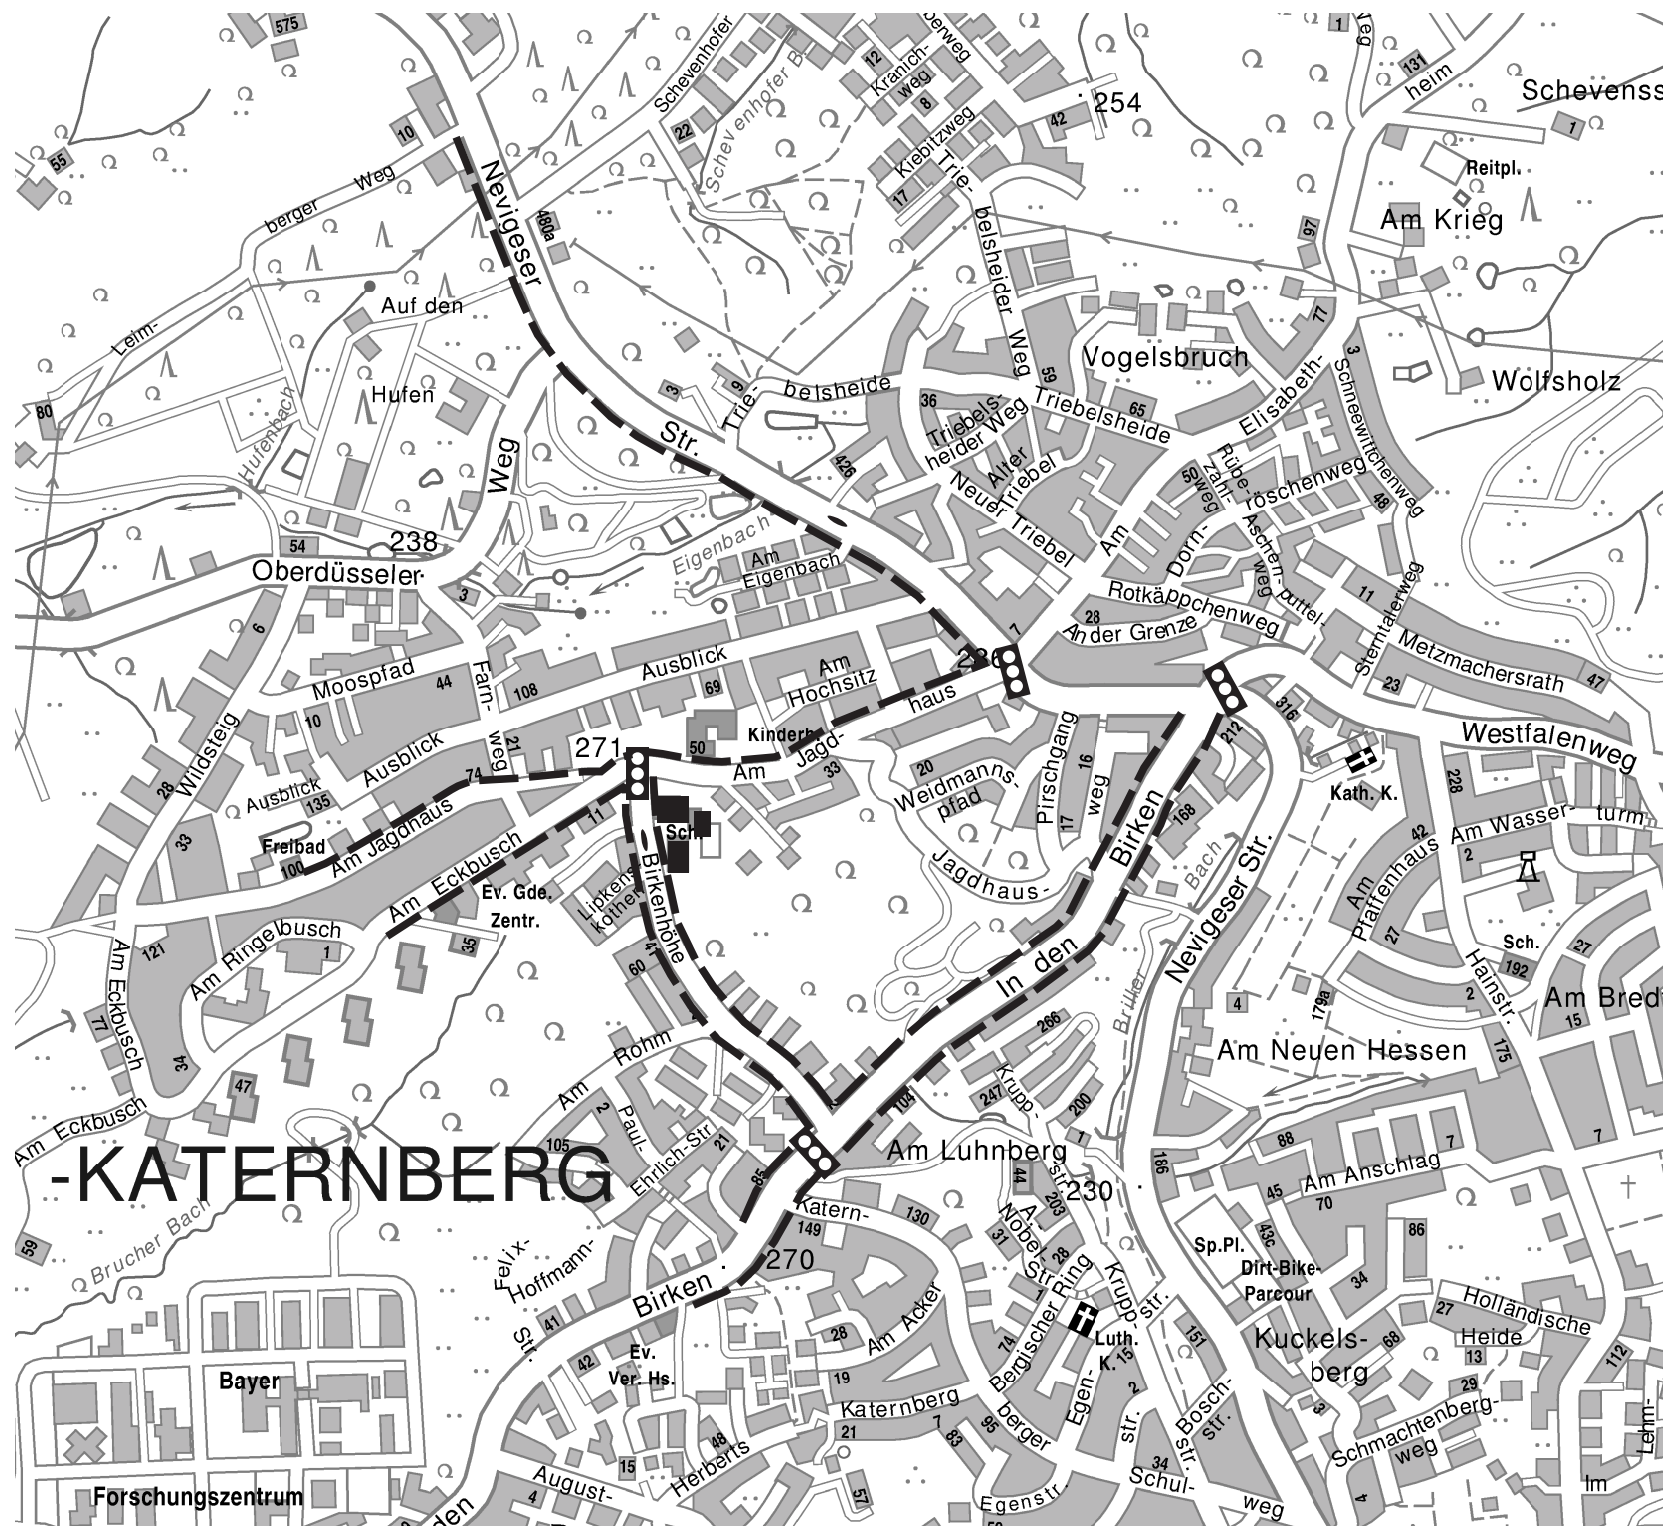 575
Schevenhofer
berweg
12
Kranich-
weg
8
1
Weg
131
heim
Schevenss
254
42
1
10
22
Schevenhofer B.
Kiebitzweg
Trie-
17
Reitpl.
55
Weg
berger
Nevigeser
480a
belsheider Weg
97
Am Krieg
Auf den
Leim-
77
3
Vogelsbruch
Hufen
3
9
Trie-
belsheide
59
36
65
Triebelsheide
Elisabeth-
Schneewittchenweg
Wolfsholz
80
Hufenbach
Weg
Str.
426
Triebels-
heider Weg
Alter
Triebel
Neuer Triebel
50
Rübe-
zahl-
weg
röschenweg
Dorn-
48
Am
Aschen-
puttel-
weg
238
54
Oberdüsseler
3
Eigenbach
Am
Eigenbach
Rotkäppchenweg
28
An der Grenze
11
Sterntalerweg
Metzmachersrath
47
6
7
236
Moospfad
44
Farn-
weg
108
Ausblick
69
Am
Hochsitz
haus
23
10
Wildsteig
Ausblick
21
271
50
Kinderh.
Jagd-
33
Am
316
212
Westfalenweg
28
Ausblick
135
74
20
Weidmanns-
pfad
Pirschgang
16
weg
17
Birken
168
Kath. K.
228
Am Wasser-
turm
42
2
33
Freibad
100
Am Jagdhaus
11
Sch.
Am Eckbusch
Ev. Gde.
Zentr.
Lipkens-
kothen
Birkenhöhe
Jagdhaus-
Bach
Nevigeser Str.
Am
Pfaffenhaus
27
Am Ringelbusch
1
121
35
60
41
In den
Briller
4
179a
Sch.
192
27
2
Hainstr.
Am Bred
15
Am Eckbusch
77
34
47
Rohm
Am
266
175
Am Neuen Hessen
Am Eckbusch
2
Paul-
Ehrlich-Str.
105
21
104
247
Krupp-
str.
200
1
Am Luhnberg
-KATERNBERG
85
44
203
230
186
88
7
7
Am Anschlag
45
70
Brucher Bach
59
Katern-
149
130
270
A.-
Nobel-
Str.
31
28
Ring
Sp.Pl.
43c
86
Dirt-Bike-
Parcour
34
Felix-
Hoffmann-
Str.
Birken
41
42
Am Acker
28
1
74
Bergischer
Krupp-
str.
Luth.
K.
15
151
27
Holländische
Heide
13
112
Kuckels-
berg
68
Ev.
Ver. Hs.
19
Bayer
Katernberg
21
7
83
95
berger
Egen-
str.
2
Bosch-
str.
str.
3
29
Schmachtenberg-
weg
Lehm-
48
Herberts
15
57
August-
4
Egenstr.
34
Schul-
weg
4
Im
Forschungszentrum
den